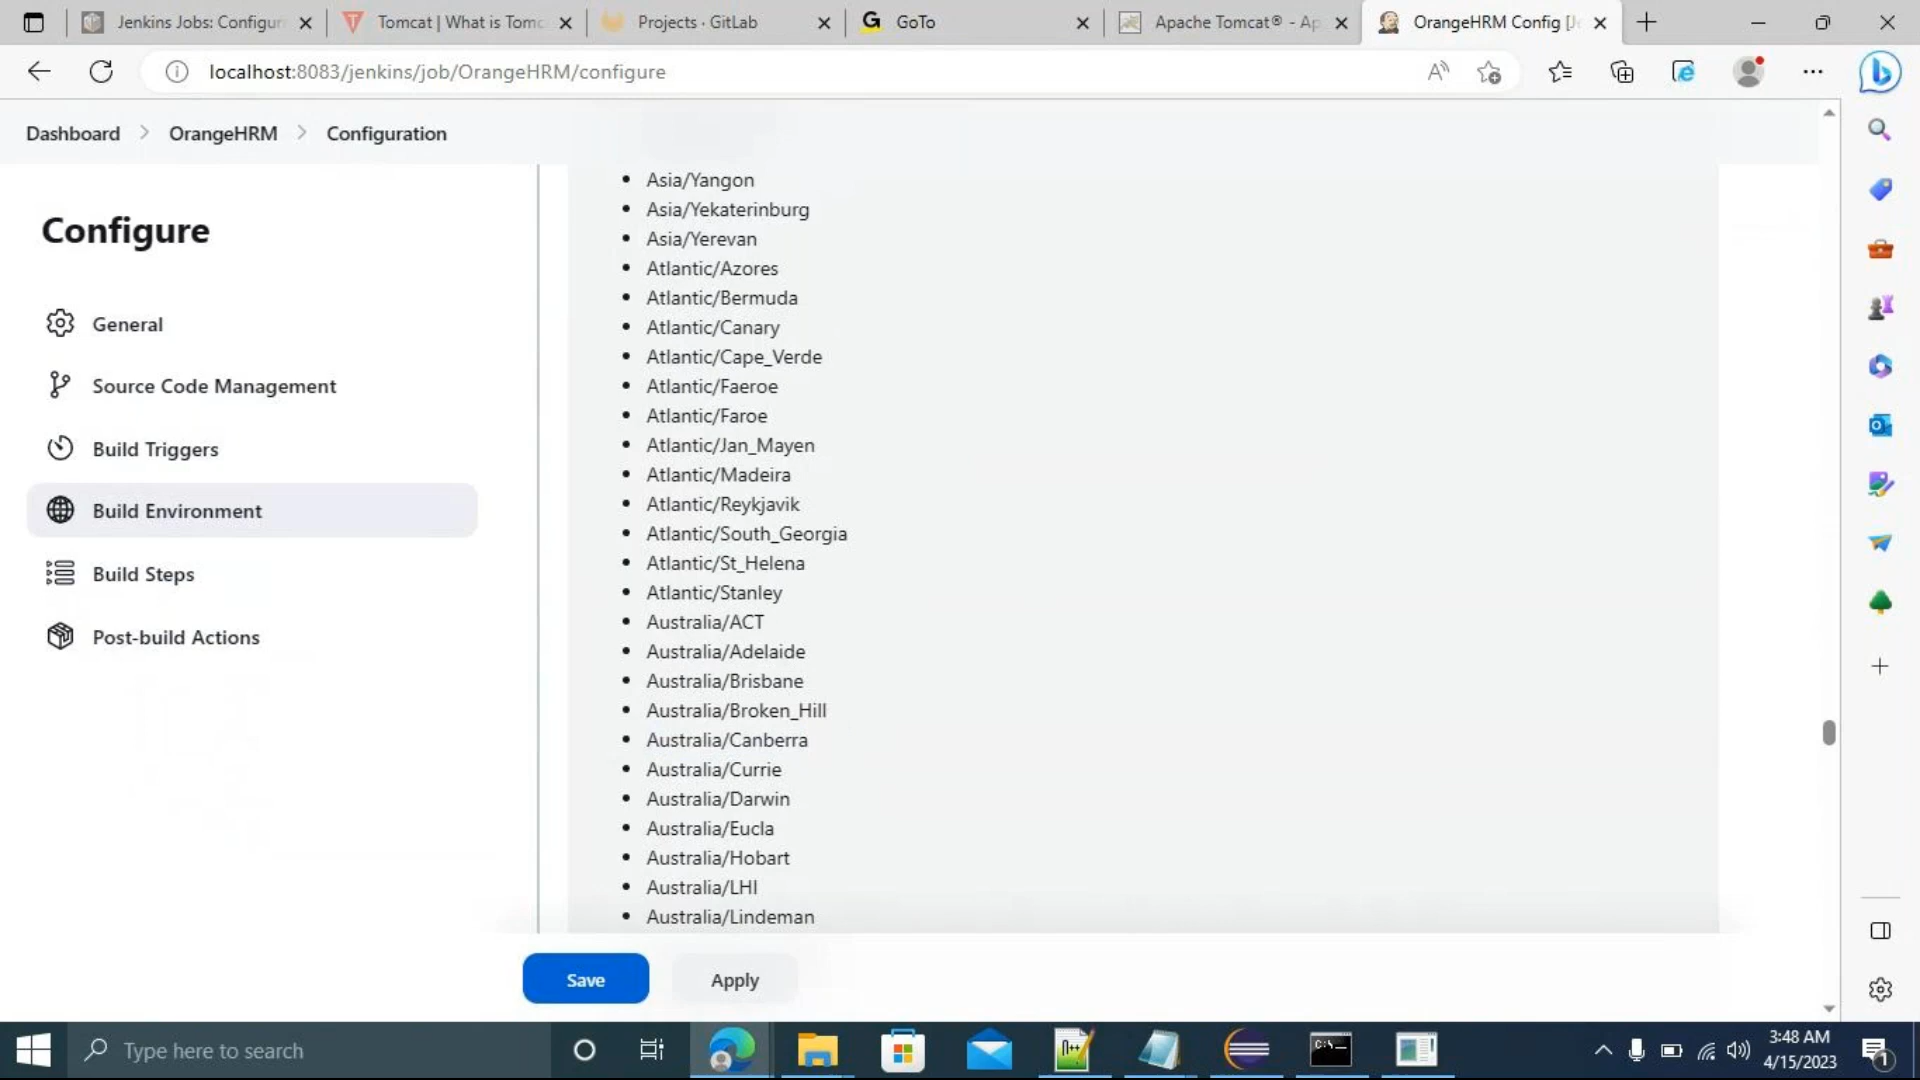 Jenkins Jobs: Configur
Tomcat | What is Tomc
Projects · GitLab
GoTo
Apache Tomcat® - Ap
OrangeHRM Config [Je
localhost:8083/jenkins/job/OrangeHRM/configure
Dashboard > OrangeHRM > Configuration
Configure
General
Source Code Management
Build Triggers
Build Environment
Build Steps
Post-build Actions
• Asia/Yangon
• Asia/Yekaterinburg
• Asia/Yerevan
• Atlantic/Azores
• Atlantic/Bermuda
• Atlantic/Canary
• Atlantic/Cape_Verde
• Atlantic/Faeroe
• Atlantic/Faroe
• Atlantic/Jan_Mayen
• Atlantic/Madeira
• Atlantic/Reykjavik
• Atlantic/South_Georgia
• Atlantic/St_Helena
• Atlantic/Stanley
• Australia/ACT
• Australia/Adelaide
• Australia/Brisbane
• Australia/Broken_Hill
• Australia/Canberra
• Australia/Currie
• Australia/Darwin
• Australia/Eucla
• Australia/Hobart
• Australia/LHI
• Australia/Lindeman
Save
Apply
Type here to search
3:48 AM
4/15/2023
1